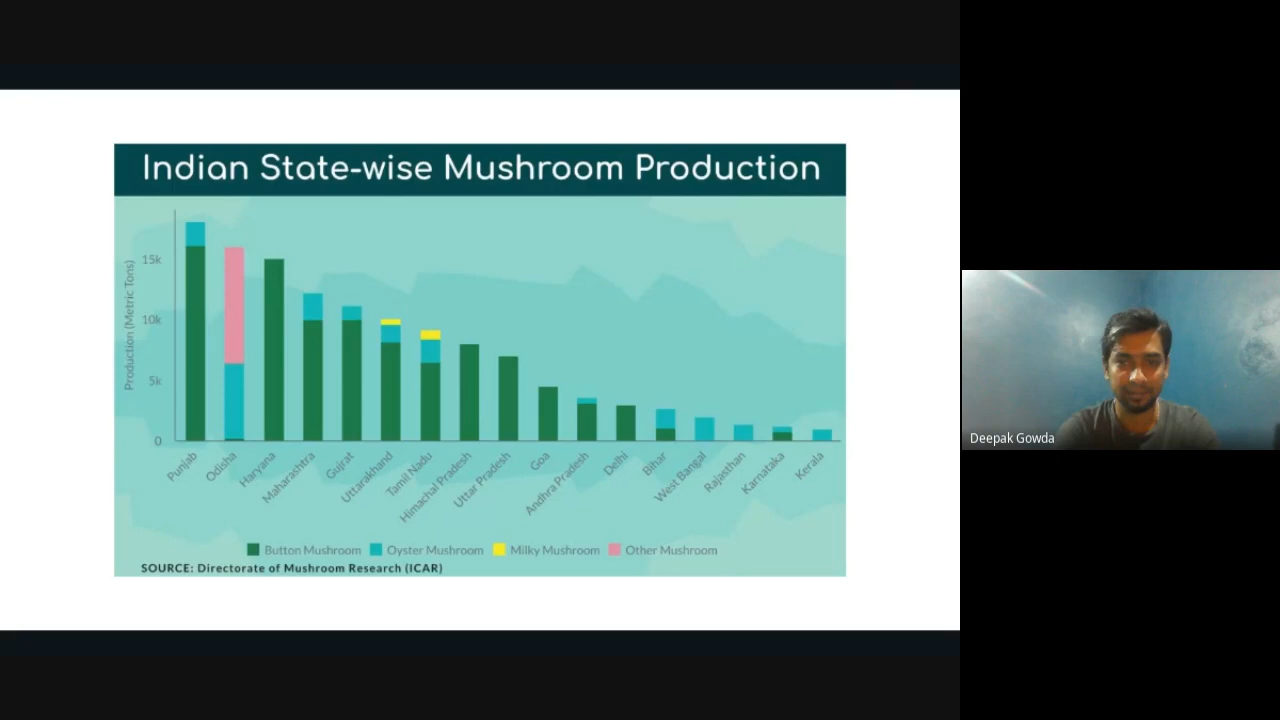 Indian State-wise Mushroom Production
Production (Metric Tons)
15k
10k
5k
0
Punjab
Odisha
Haryana
Maharashtra
Gujrat
Uttarakhand
Tamil Nadu
Himachal Pradesh
Uttar Pradesh
Goa
Andhra Pradesh
Delhi
Bihar
West Bangal
Rajasthan
Karnataka
Kerala
Button Mushroom Oyster Mushroom Milky Mushroom Other Mushroom
SOURCE: Directorate of Mushroom Research (ICAR)
Deepak Gowda